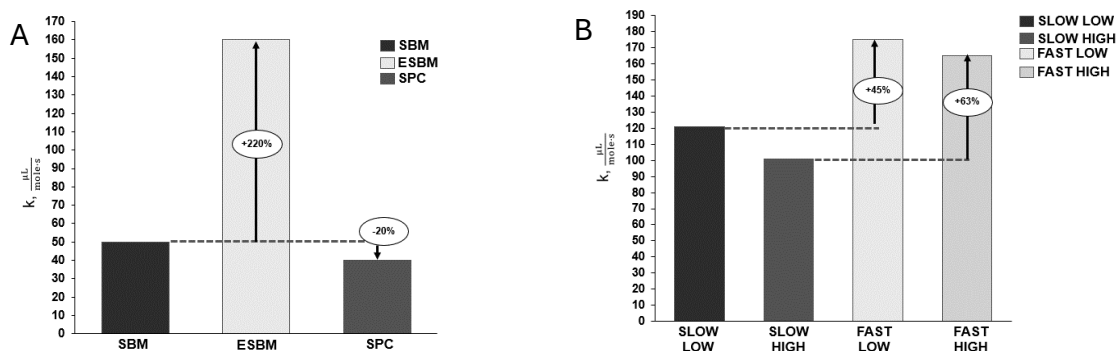 A
170
160
150
140
130
120
110
100
90
80
70
60
50
40
30
20
10
0
k, μL/mole·s
SBM
ESBM
SPC
+220%
-20%
SBM
ESBM
SPC
B
190
180
170
160
150
140
130
120
110
100
90
80
70
60
50
40
30
20
10
0
k, μL/mole·s
SLOW LOW
SLOW HIGH
FAST LOW
FAST HIGH
+45%
+63%
SLOW
LOW
SLOW
HIGH
FAST
LOW
FAST
HIGH